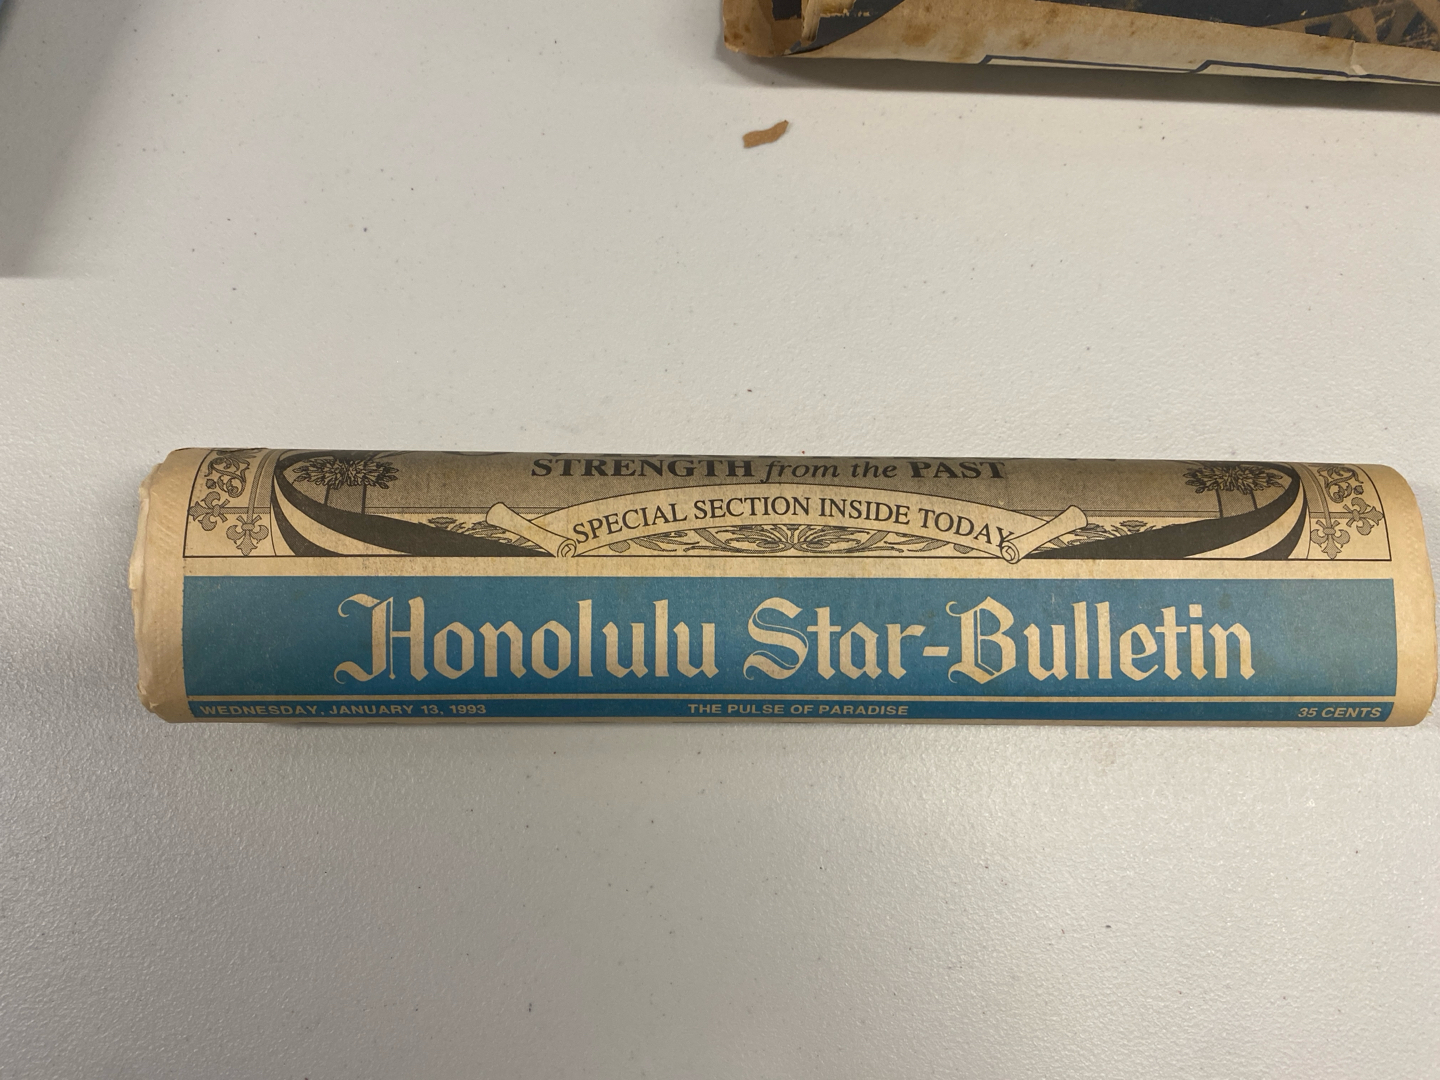 STRENGTH from the PAST
SPECIAL SECTION INSIDE TODAY
Honolulu Star-Bulletin
WEDNESDAY, JANUARY 13, 1993 THE PULSE OF PARADISE 35 CENTS